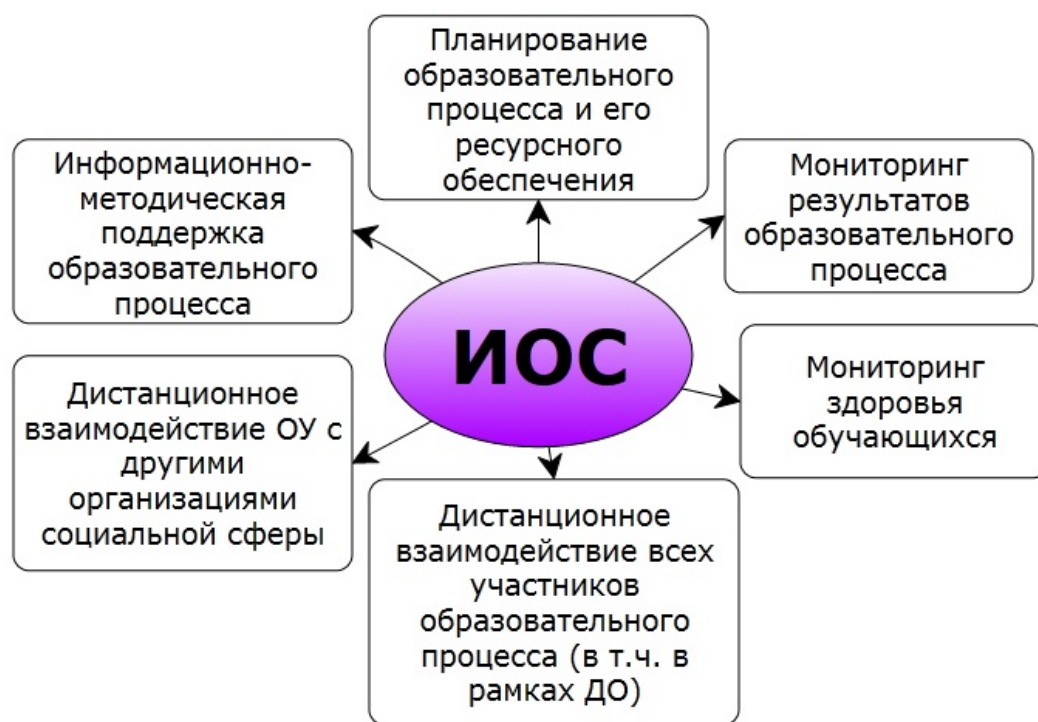 Планирование
образовательного
процесса и его
ресурсного
обеспечения
Информационно-
методическая
поддержка
образовательного
процесса
Мониторинг
результатов
образовательного
процесса
ИОС
Дистанционное
взаимодействие ОУ с
другими
организациями
социальной сферы
Мониторинг
здоровья
обучающихся
Дистанционное
взаимодействие всех
участников
образовательного
процесса (в т.ч. в
рамках ДО)